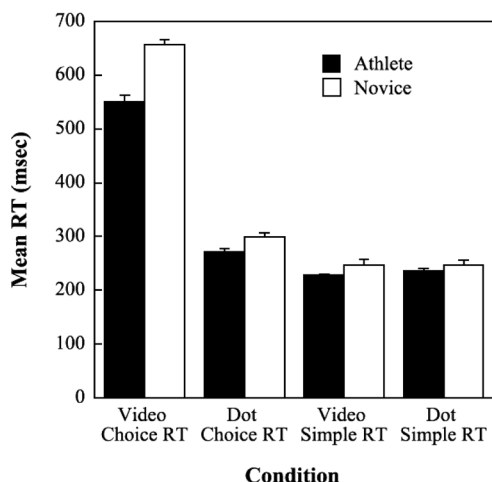 700
600
500
400
300
200
100
0
Mean RT (msec)
Athlete
Novice
Video
Choice RT
Dot
Choice RT
Video
Simple RT
Dot
Simple RT
Condition